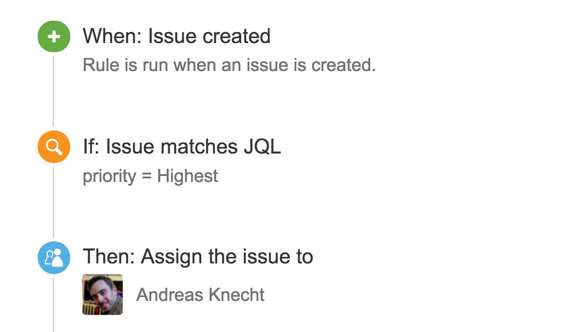 When: Issue created
Rule is run when an issue is created.
If: Issue matches JQL
priority = Highest
Then: Assign the issue to
Andreas Knecht